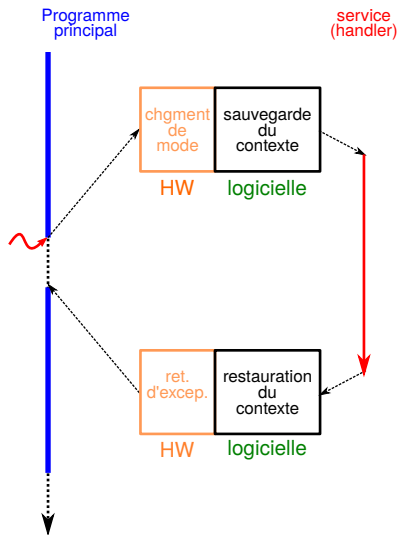 Programme
principal
service
(handler)
chgment
de
mode
sauvegarde
du
contexte
HW
logicielle
ret.
d'excep.
restauration
du
contexte
HW
logicielle